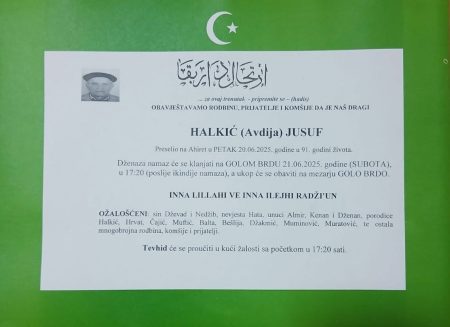 ... za ovaj trenutak – pripremite se – (hadis)
OBAVJEŠTAVAMO RODBINU, PRIJATELJE I KOMŠIJE DA JE NAŠ DRAGI
HALKIĆ (Avdija) JUSUF
Preselio na Ahiret u PETAK 20.06.2025. godine u 91. godini života.
Dženaza namaz će se klanjati na GOLOM BRDU 21.06.2025. godine (SUBOTA),
u 17:20 (poslije ikindije namaza), a ukop će se obaviti na mezarju GOLO BRDO.
INNA LILLAHI VE INNA ILEJHI RADŽI'UN
OŽALOŠĆENI: sin Dževad i Nedžib, nevjesta Hata, unuci Almir, Kenan i Dženan, porodice
Halkić, Hrvat, Čajić, Muftić, Balta, Bešlija, Džakmić, Muminović, Muratović, te ostala
mnogobrojna rodbina, komšije i prijatelji.
Tevhid će se proučiti u kući žalosti sa početkom u 17:20 sati.